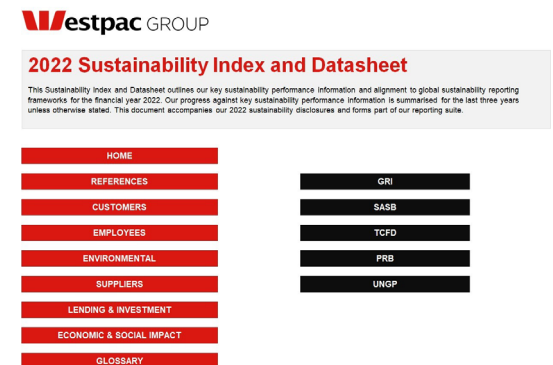 Westpac GROUP
2022 Sustainability Index and Datasheet
This Sustainability Index and Datasheet outlines our key sustainability performance information and alignment to global sustainability reporting
frameworks for the financial year 2022. Our progress against key sustainability performance information is summarised for the last three years
unless otherwise stated. This document accompanies our 2022 sustainability disclosures and forms part of our reporting suite.
HOME
REFERENCES
GRI
CUSTOMERS
SASB
EMPLOYEES
TCFD
ENVIRONMENTAL
PRB
SUPPLIERS
UNGP
LENDING & INVESTMENT
ECONOMIC & SOCIAL IMPACT
GLOSSARY